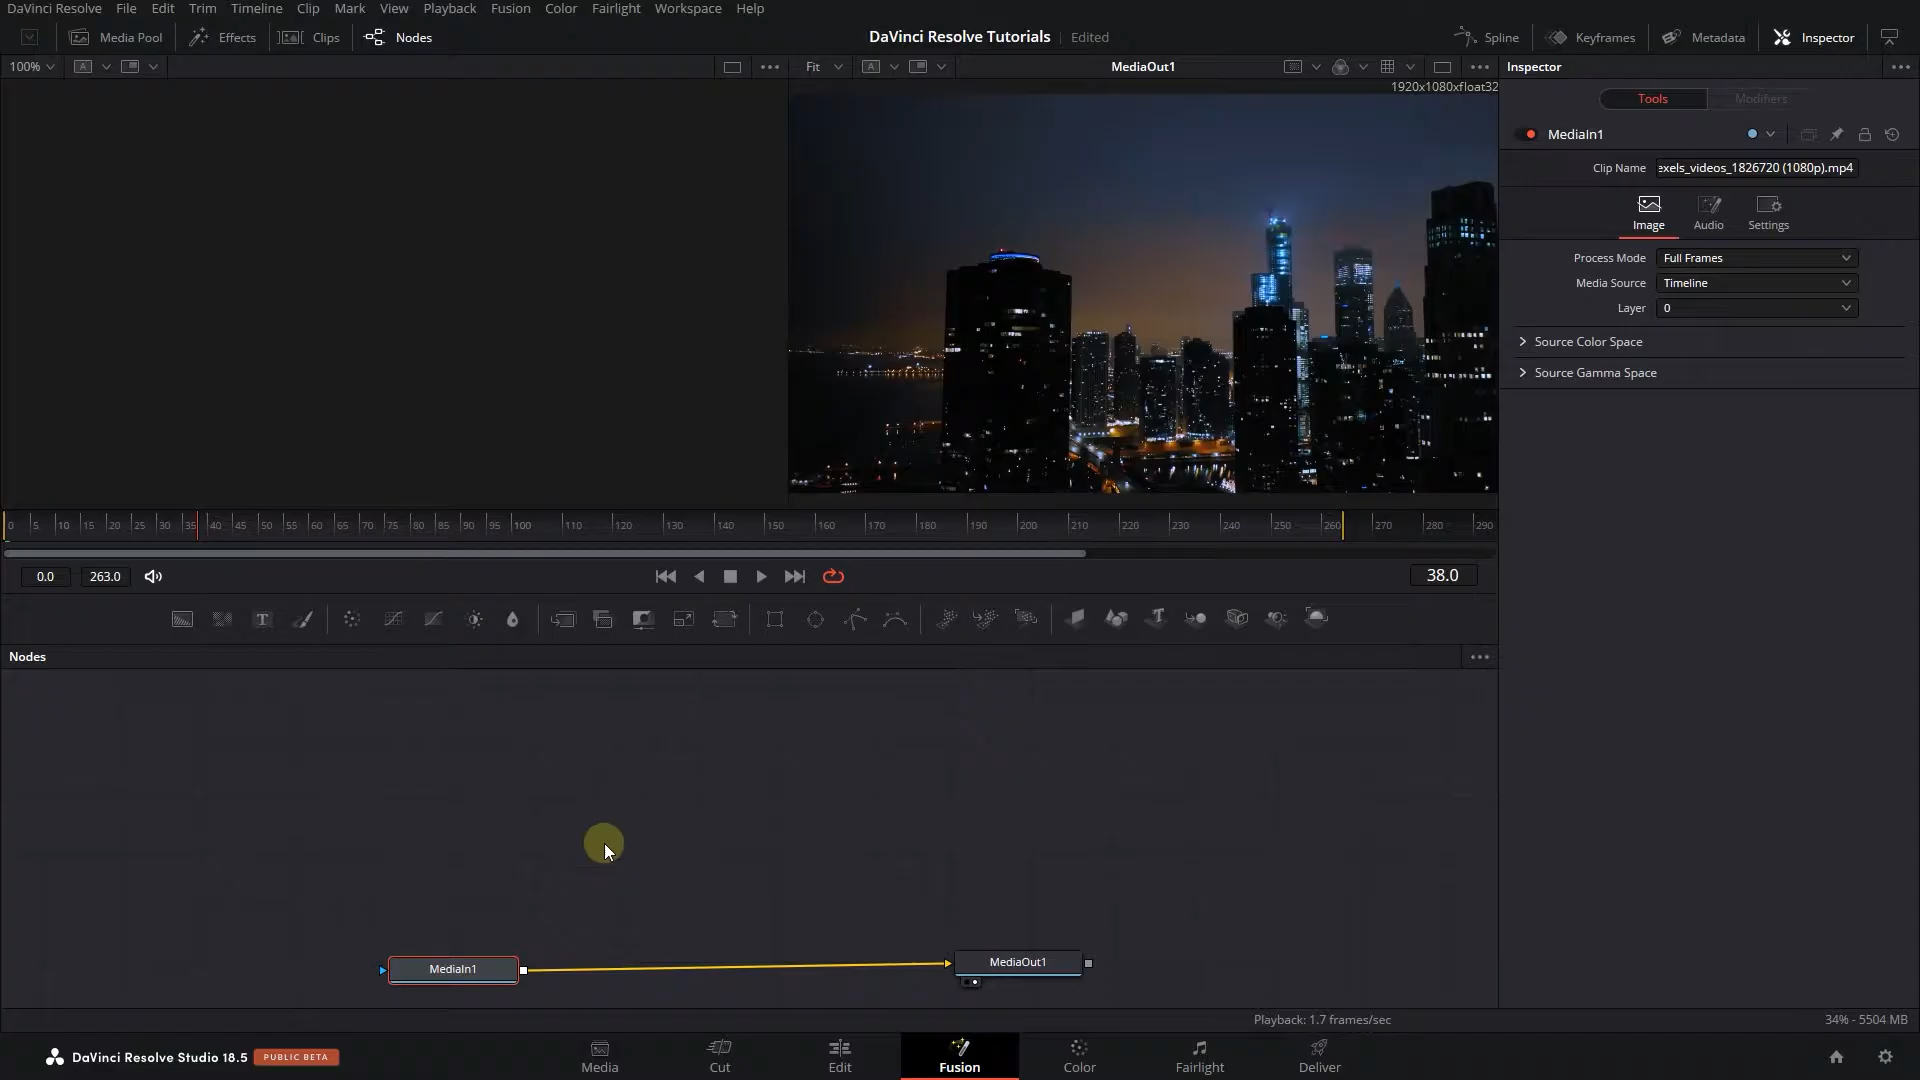 DaVinci Resolve File Edit Trim Timeline Clip Mark View Playback Fusion Color Fairlight Workspace Help
Media Pool Effects Clips Nodes DaVinci Resolve Tutorials Edited Spline Keyframes Metadata Inspector
100% A Fit A MediaOut1 Inspector
1920x1080xfloat32
Tools Modifiers
MediaIn1
Clip Name exels_videos_1826720 (1080p).mp4
Image Audio Settings
Process Mode Full Frames
Media Source Timeline
Layer 0
Source Color Space
Source Gamma Space
0 5 10 15 20 25 30 35 40 45 50 55 60 65 70 75 80 85 90 95 100 110 120 130 140 150 160 170 180 190 200 210 220 230 240 250 260 270 280 290
0.0 263.0 38.0
T T
Nodes
MediaIn1 MediaOut1
Playback: 1.7 frames/sec 34% - 5504 MB
DaVinci Resolve Studio 18.5 PUBLIC BETA Media Cut Edit Fusion Color Fairlight Deliver